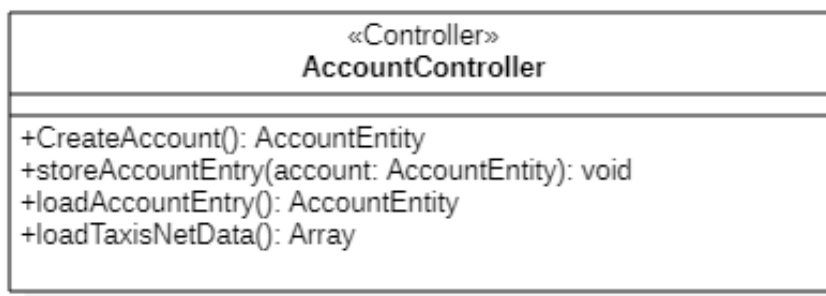 «Controller»
AccountController
+CreateAccount(): AccountEntity
+storeAccountEntry(account: AccountEntity): void
+loadAccountEntry(): AccountEntity
+loadTaxisNetData(): Array